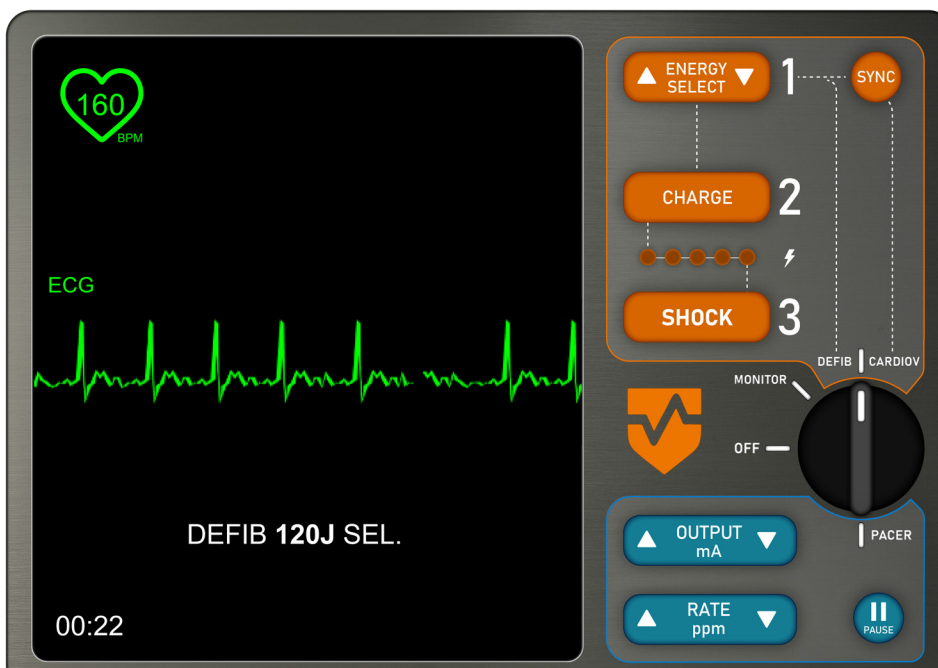 160
BPM
ECG
DEFIB 120J SEL.
00:22
ENERGY
SELECT
1
SYNC
CHARGE
2
SHOCK
3
DEFIB
CARDIOV
MONITOR
OFF
PACER
OUTPUT
mA
RATE
ppm
PAUSE